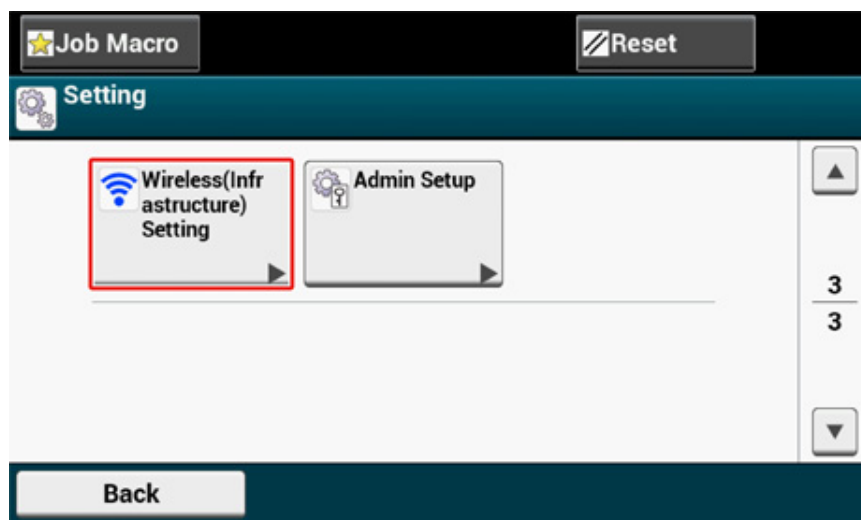 Job Macro
Reset
Setting
Wireless(Infr
astructure)
Setting
Admin Setup
3
3
Back